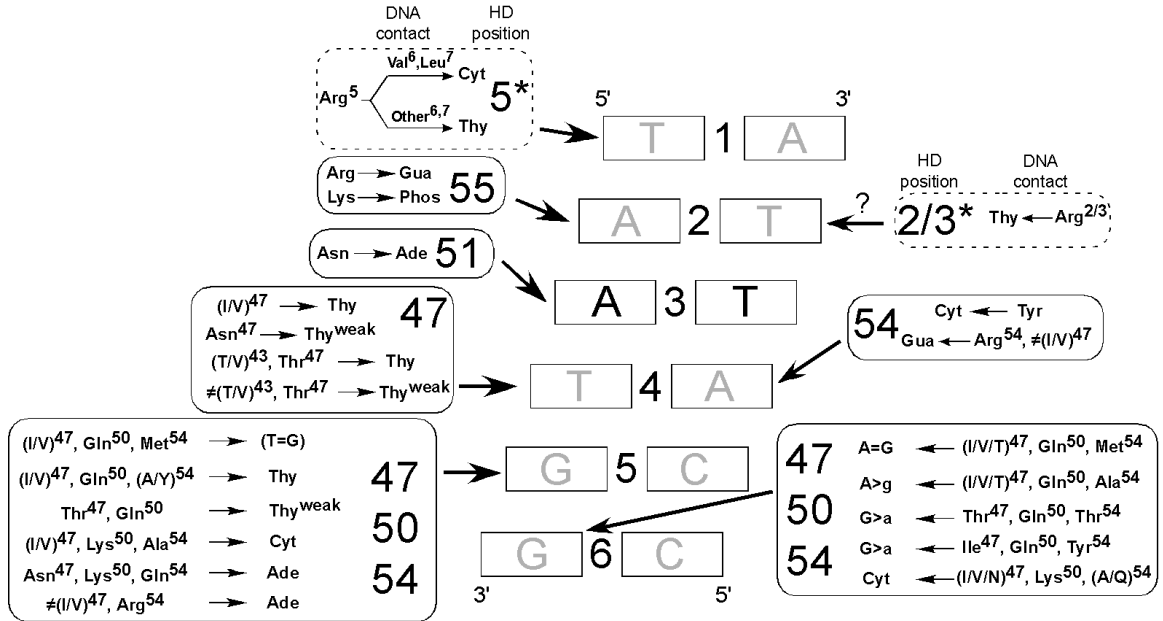 DNA contact
HD position
Arg⁵
Val⁶,Leu⁷
Cyt
Other⁶,⁷
Thy
5*
5'
3'
T 1 A
Arg → Gua
Lys → Phos
55
A 2 T
?
HD position
DNA contact
2/3*
Thy ← Arg²/³
Asn → Ade
51
A 3 T
(I/V)⁴⁷ → Thy
Asn⁴⁷ → Thyʷᵉᵃᵏ
(T/V)⁴³, Thr⁴⁷ → Thy
≠(T/V)⁴³, Thr⁴⁷ → Thyʷᵉᵃᵏ
47
T 4 A
54
Cyt ← Tyr
Gua ← Arg⁵⁴, ≠(I/V)⁴⁷
(I/V)⁴⁷, Gln⁵⁰, Met⁵⁴ → (T=G)
(I/V)⁴⁷, Gln⁵⁰, (A/Y)⁵⁴ → Thy
Thr⁴⁷, Gln⁵⁰ → Thyʷᵉᵃᵏ
(I/V)⁴⁷, Lys⁵⁰, Ala⁵⁴ → Cyt
Asn⁴⁷, Lys⁵⁰, Gln⁵⁴ → Ade
≠(I/V)⁴⁷, Arg⁵⁴ → Ade
47
50
54
G 5 C
G 6 C
3'
5'
47
50
54
A=G ← (I/V/T)⁴⁷, Gln⁵⁰, Met⁵⁴
A>g ← (I/V/T)⁴⁷, Gln⁵⁰, Ala⁵⁴
G>a ← Thr⁴⁷, Gln⁵⁰, Thr⁵⁴
G>a ← Ile⁴⁷, Gln⁵⁰, Tyr⁵⁴
Cyt ← (I/V/N)⁴⁷, Lys⁵⁰, (A/Q)⁵⁴